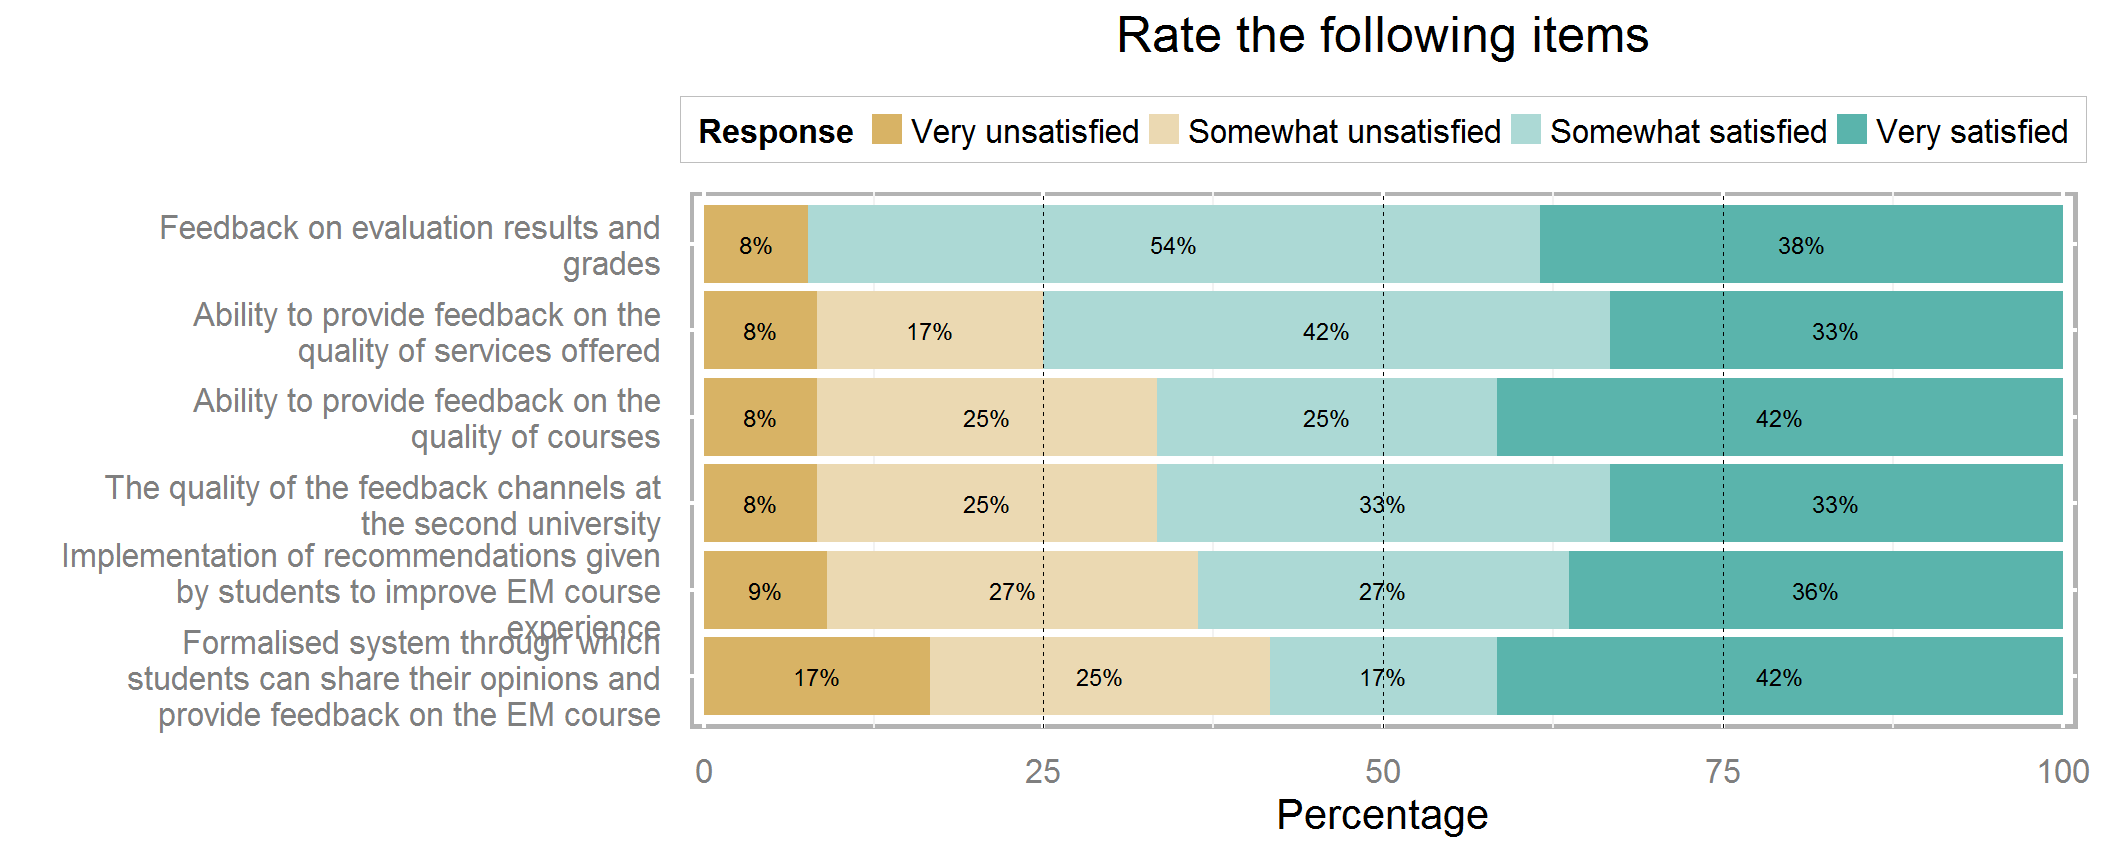 Rate the following items
Response Very unsatisfied Somewhat unsatisfied Somewhat satisfied Very satisfied
Feedback on evaluation results and
grades
8% 54% 38%
Ability to provide feedback on the
quality of services offered
8% 17% 42% 33%
Ability to provide feedback on the
quality of courses
8% 25% 25% 42%
The quality of the feedback channels at
the second university
8% 25% 33% 33%
Implementation of recommendations given
by students to improve EM course
experience
9% 27% 27% 36%
Formalised system through which
students can share their opinions and
provide feedback on the EM course
17% 25% 17% 42%
0 25 50 75 100
Percentage